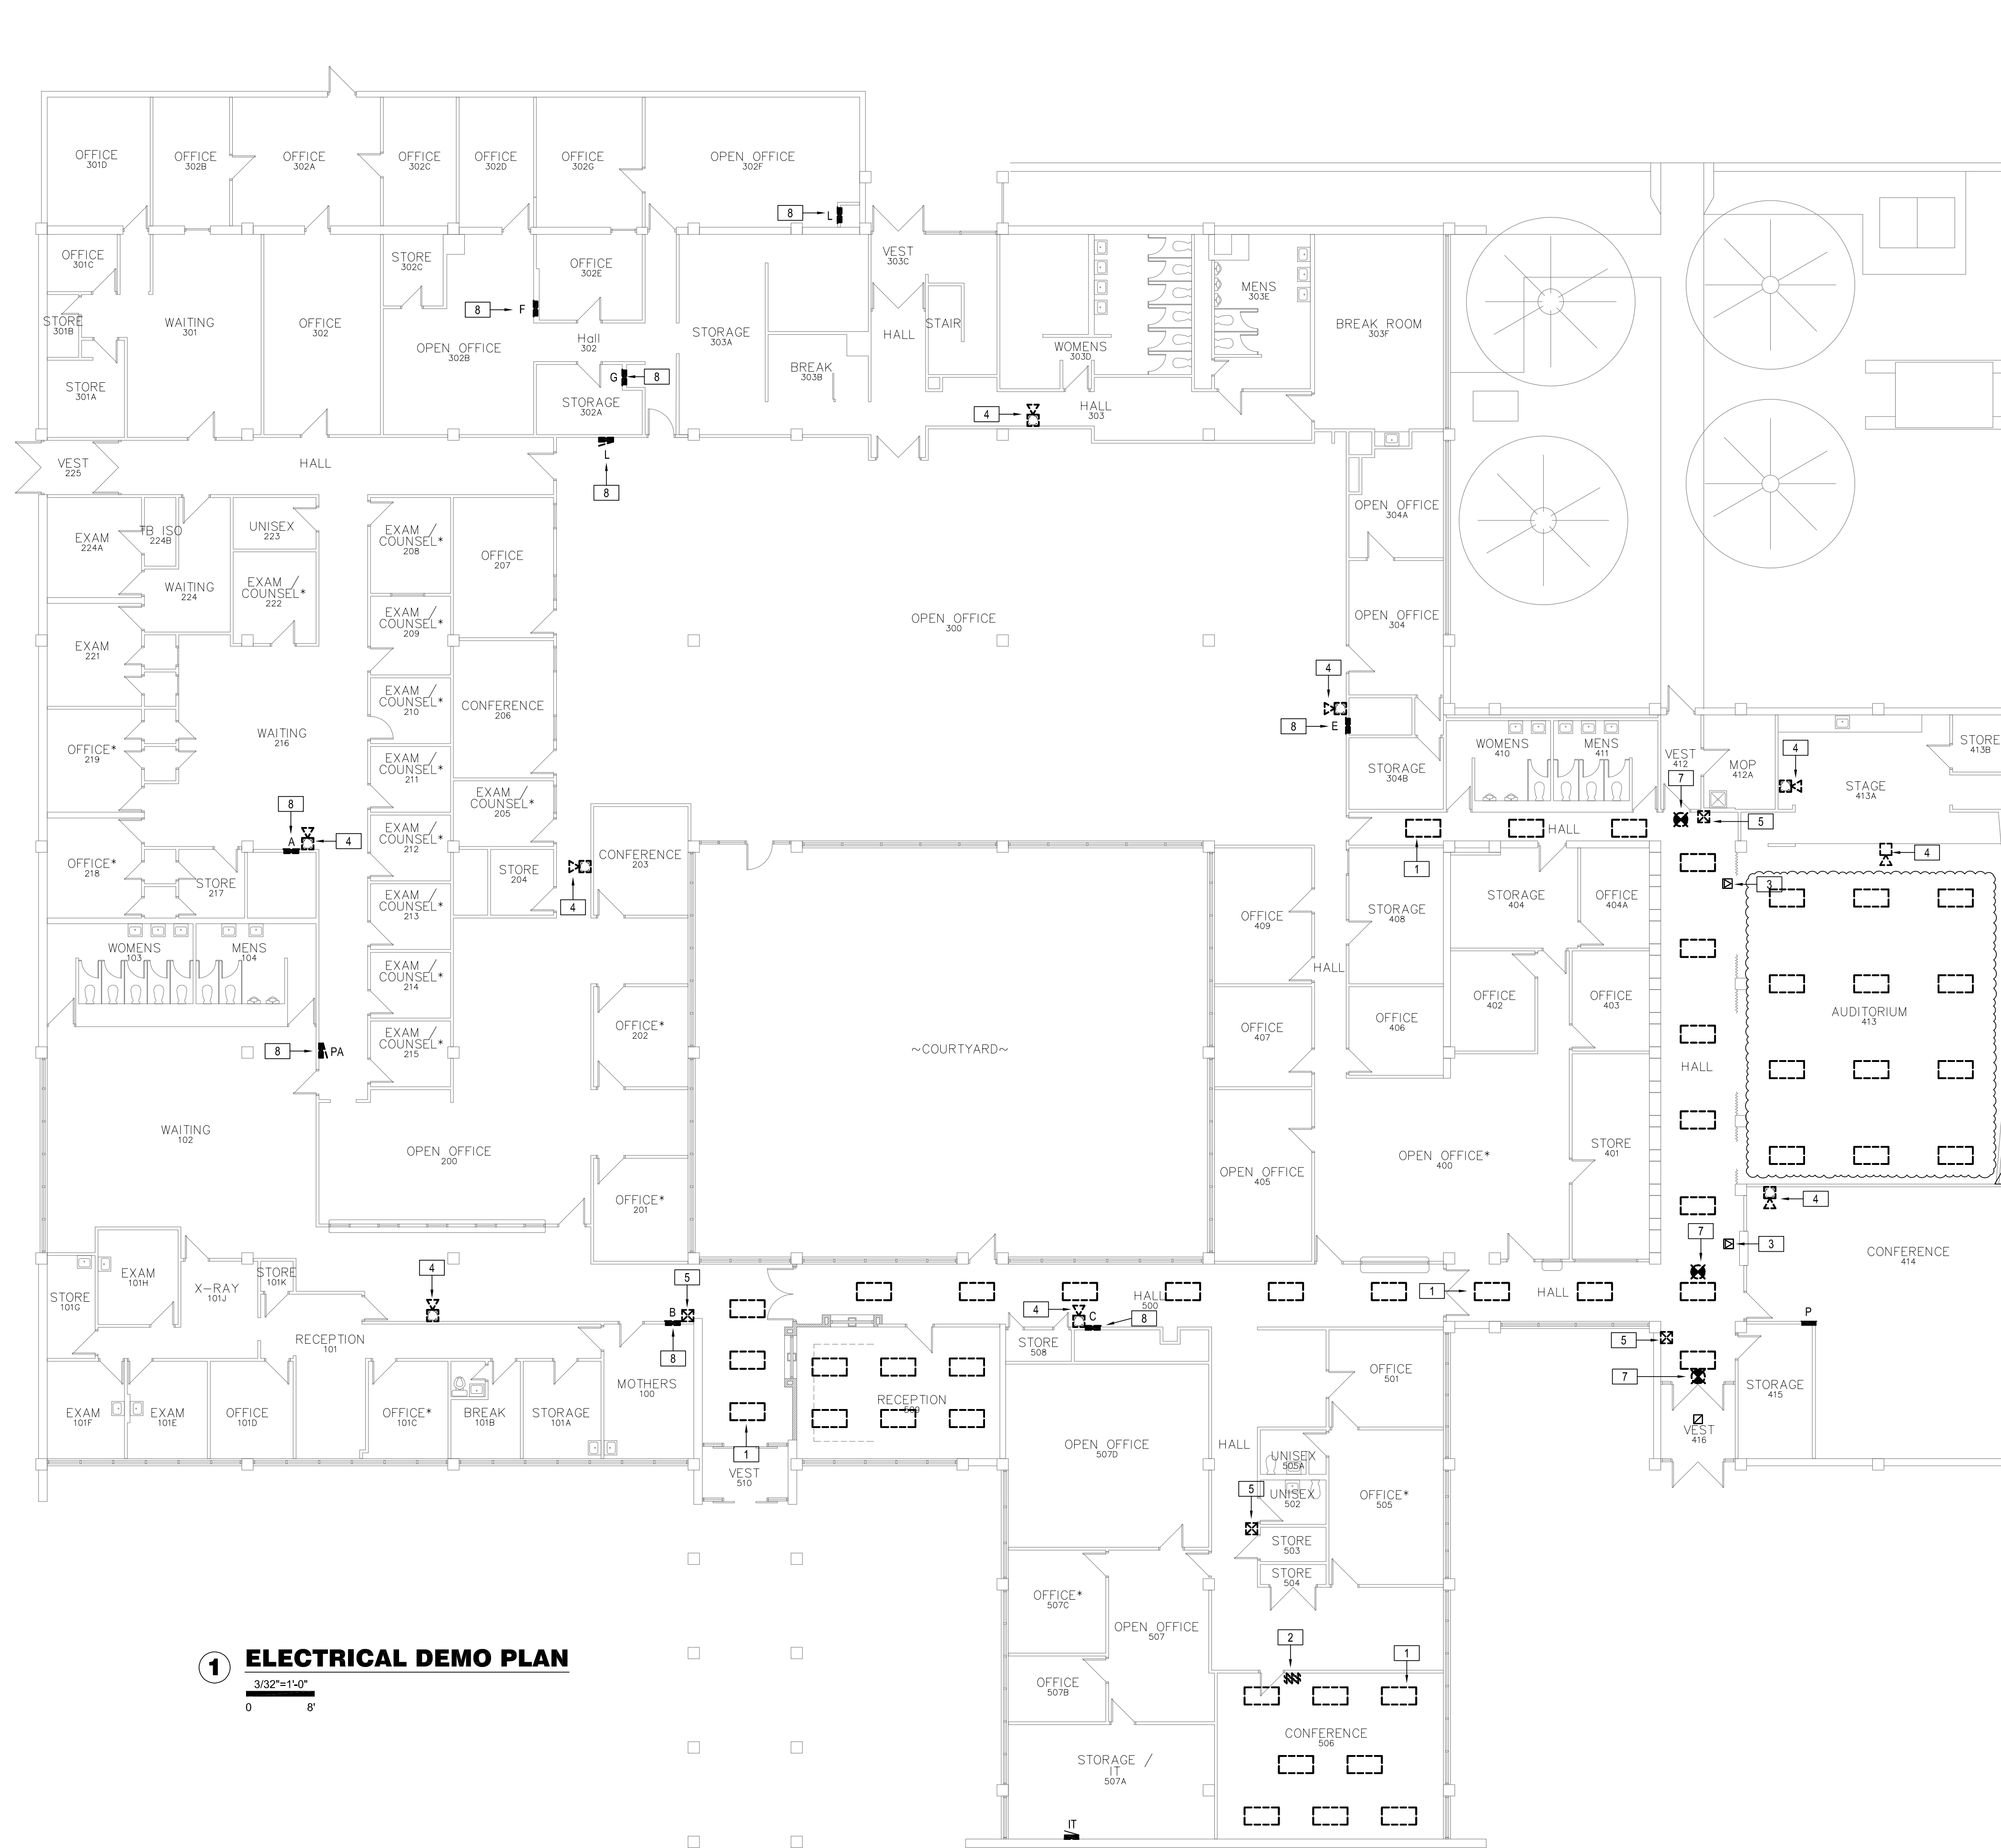 OFFICE
301D
OFFICE
302B
OFFICE
302A
OFFICE
302C
OFFICE
302D
OFFICE
302G
OPEN OFFICE
302F
8
L
OFFICE
301C
STORE
301B
STORE
301A
WAITING
301
OFFICE
302
STORE
302C
OPEN OFFICE
302B
8
F
OFFICE
302E
Hall
302
G
8
STORAGE
302A
STORAGE
303A
BREAK
303B
VEST
303C
HALL
STAIR
WOMENS
303D
MENS
303E
BREAK ROOM
303F
4
HALL
303
VEST
225
HALL
L
8
EXAM
224A
TB ISO
224B
UNISEX
223
WAITING
224
EXAM /
COUNSEL*
222
EXAM /
COUNSEL*
208
OFFICE
207
EXAM /
COUNSEL*
209
EXAM
221
EXAM /
COUNSEL*
210
CONFERENCE
206
WAITING
216
OFFICE*
219
EXAM /
COUNSEL*
211
EXAM /
COUNSEL*
205
8
A
4
EXAM /
COUNSEL*
212
OFFICE*
218
STORE
217
STORE
204
4
CONFERENCE
203
EXAM /
COUNSEL*
213
WOMENS
103
MENS
104
EXAM /
COUNSEL*
214
EXAM /
COUNSEL*
215
8
PA
OFFICE*
202
WAITING
102
OPEN OFFICE
200
OFFICE*
201
OPEN OFFICE
300
OPEN OFFICE
304A
OPEN OFFICE
304
4
8
E
STORAGE
304B
WOMENS
410
MENS
411
VEST
412
7
MOP
412A
4
STAGE
413A
STORE
413B
5
HALL
1
4
3
~COURTYARD~
OFFICE
409
STORAGE
408
STORAGE
404
OFFICE
404A
HALL
OFFICE
407
OFFICE
406
OFFICE
402
OFFICE
403
AUDITORIUM
413
HALL
OPEN OFFICE
405
OPEN OFFICE*
400
STORE
401
4
7
3
CONFERENCE
414
STORE
101G
EXAM
101H
X-RAY
101J
STORE
101K
4
5
B
8
RECEPTION
101
EXAM
101F
EXAM
101E
OFFICE
101D
OFFICE*
101C
BREAK
101B
STORAGE
101A
MOTHERS
100
1
VEST
510
RECEPTION
509
HALL
500
4
C
8
STORE
508
1
HALL
P
5
7
STORAGE
415
VEST
416
OFFICE
501
OPEN OFFICE
507D
HALL
UNISEX
505A
5
UNISEX
502
OFFICE*
505
STORE
503
STORE
504
OFFICE*
507C
OPEN OFFICE
507
OFFICE
507B
2
1
CONFERENCE
506
STORAGE /
IT
507A
IT
1
ELECTRICAL DEMO PLAN
3/32"=1'-0"
0 8'